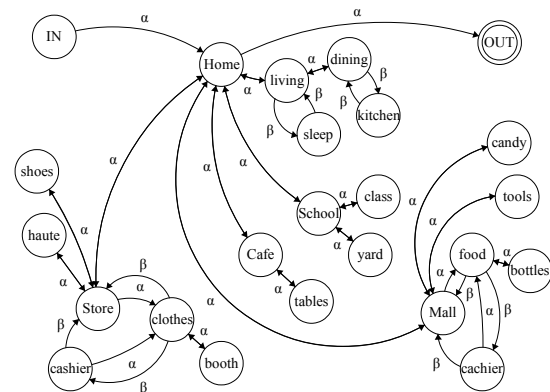 IN
α
α
OUT
Home
dining
α
living
α
β
β
kitchen
β
β
sleep
candy
α
shoes
α
α
α
class
α
tools
haute
α
School
α
α
yard
food
α
bottles
Cafe
α
β
α
α
β
Store
α
clothes
tables
α
Mall
β
α
β
cashier
α
booth
β
α
β
cachier
β